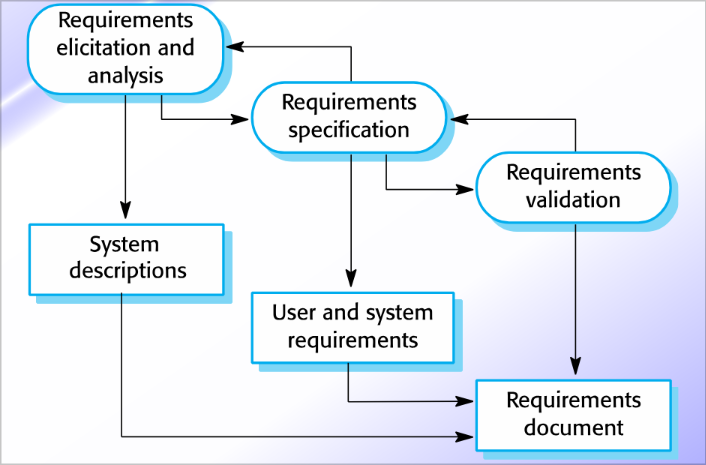 Requirements
elicitation and
analysis
Requirements
specification
Requirements
validation
System
descriptions
User and system
requirements
Requirements
document